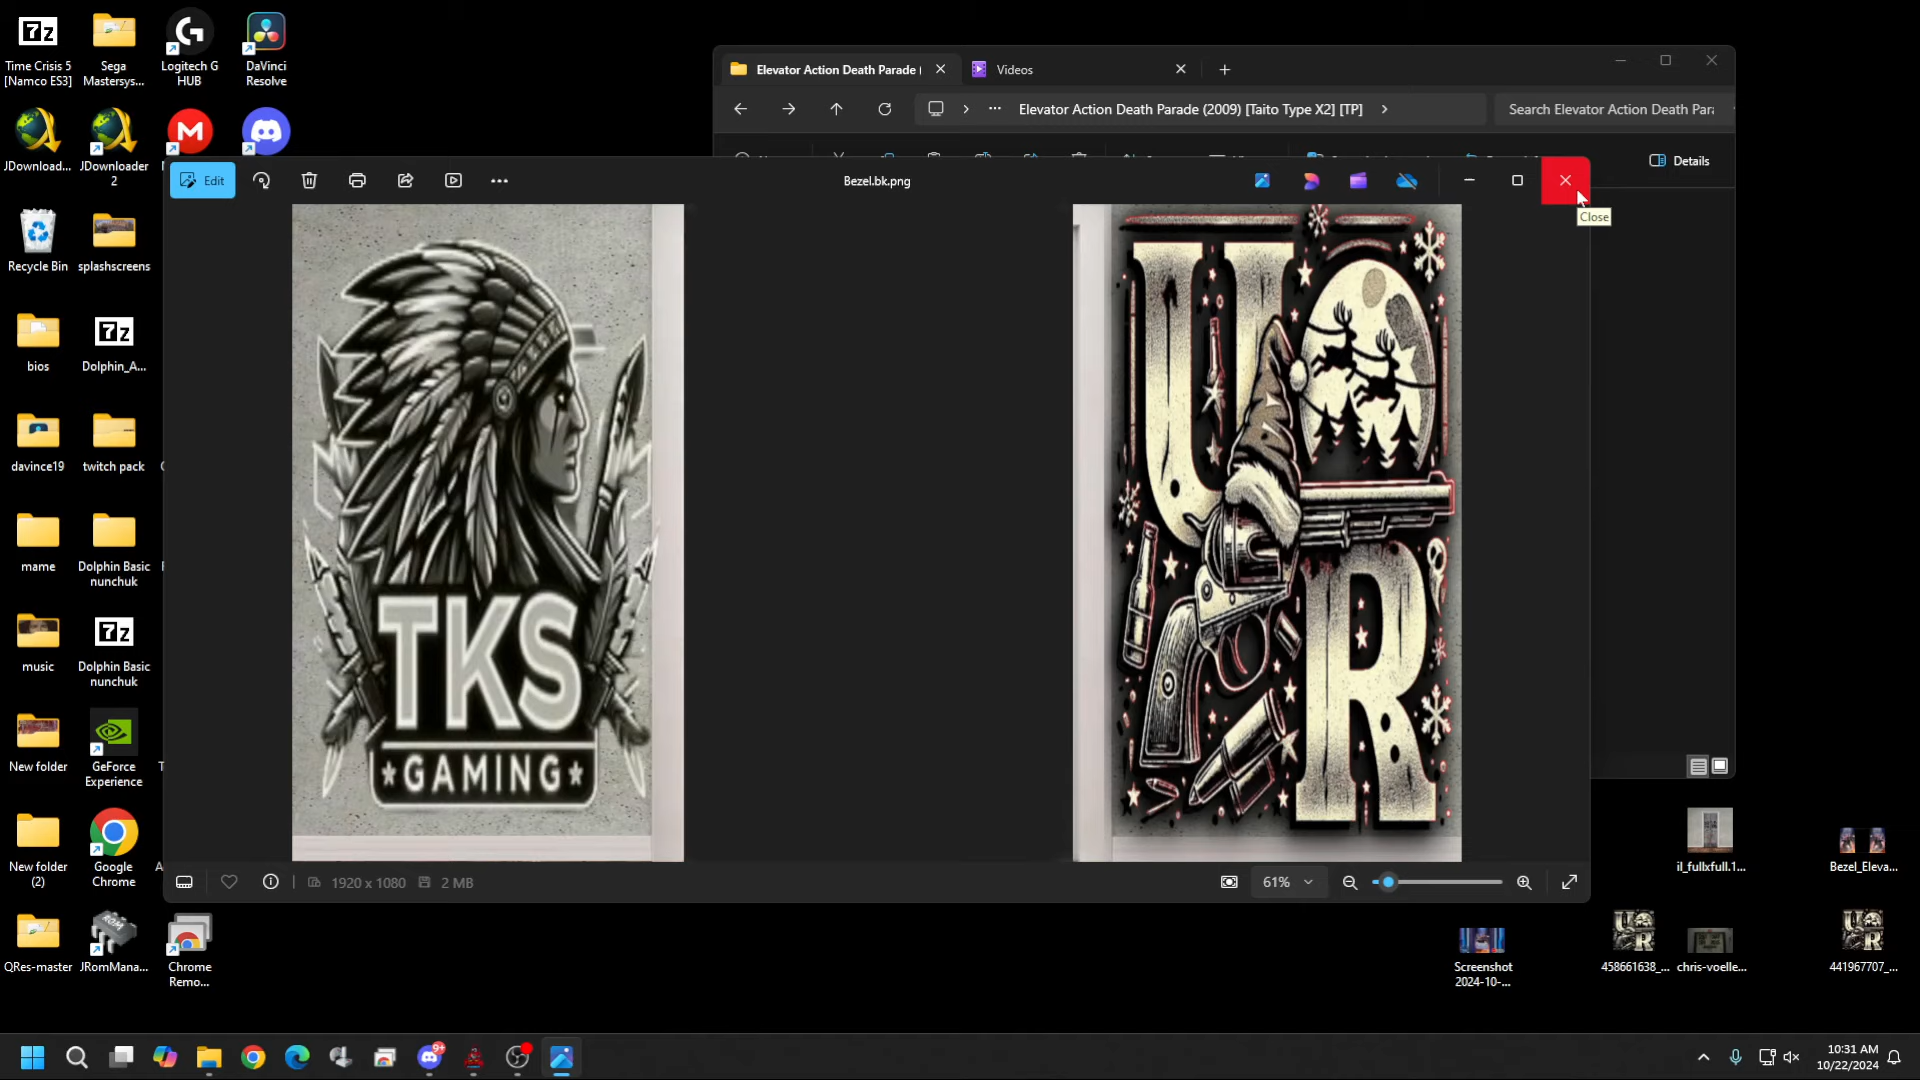 Time Crisis 5
[Namco ES3]
Sega
Mastersys...
Logitech G
HUB
DaVinci
Resolve
JDownload...
JDownloader
2
Recycle Bin
splashscreens
bios
Dolphin_A...
davince19
twitch pack
mame
Dolphin Basic
nunchuk
music
Dolphin Basic
nunchuk
New folder
GeForce
Experience
New folder
(2)
Google
Chrome
QRes-master
JRomMana...
Chrome
Remo...
Elevator Action Death Parade (
Videos
Elevator Action Death Parade (2009) [Taito Type X2] [TP]
Search Elevator Action Death Par
Details
Edit
Bezel.bk.png
Close
TKS
GAMING
U
R
1920 x 1080
2 MB
61%
il_fullxfull.1...
Bezel_Eleva...
Screenshot
2024-10-...
458661638_...
chris-voelle...
441967707_...
9+
10:31 AM
10/22/2024